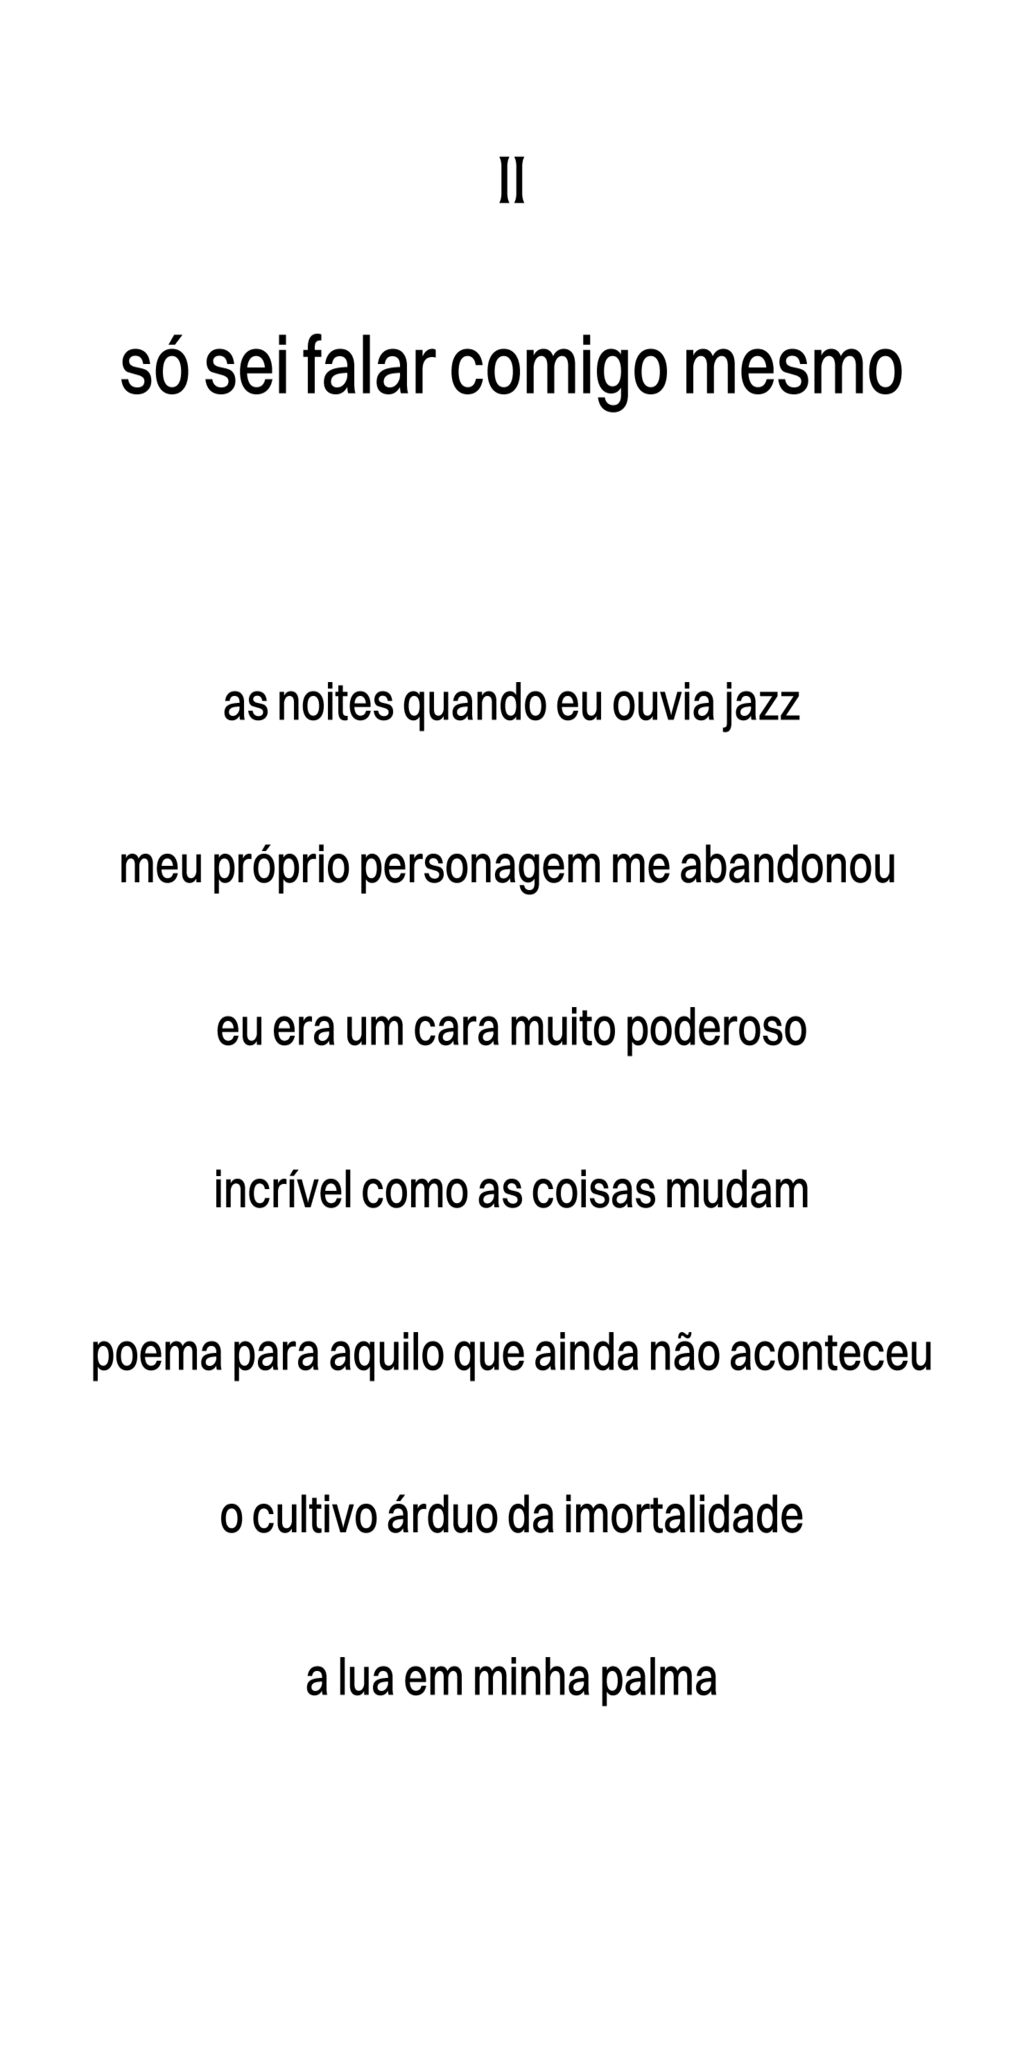 II
só sei falar comigo mesmo
as noites quando eu ouvia jazz
meu próprio personagem me abandonou
eu era um cara muito poderoso
incrível como as coisas mudam
poema para aquilo que ainda não aconteceu
o cultivo árduo da imortalidade
a lua em minha palma